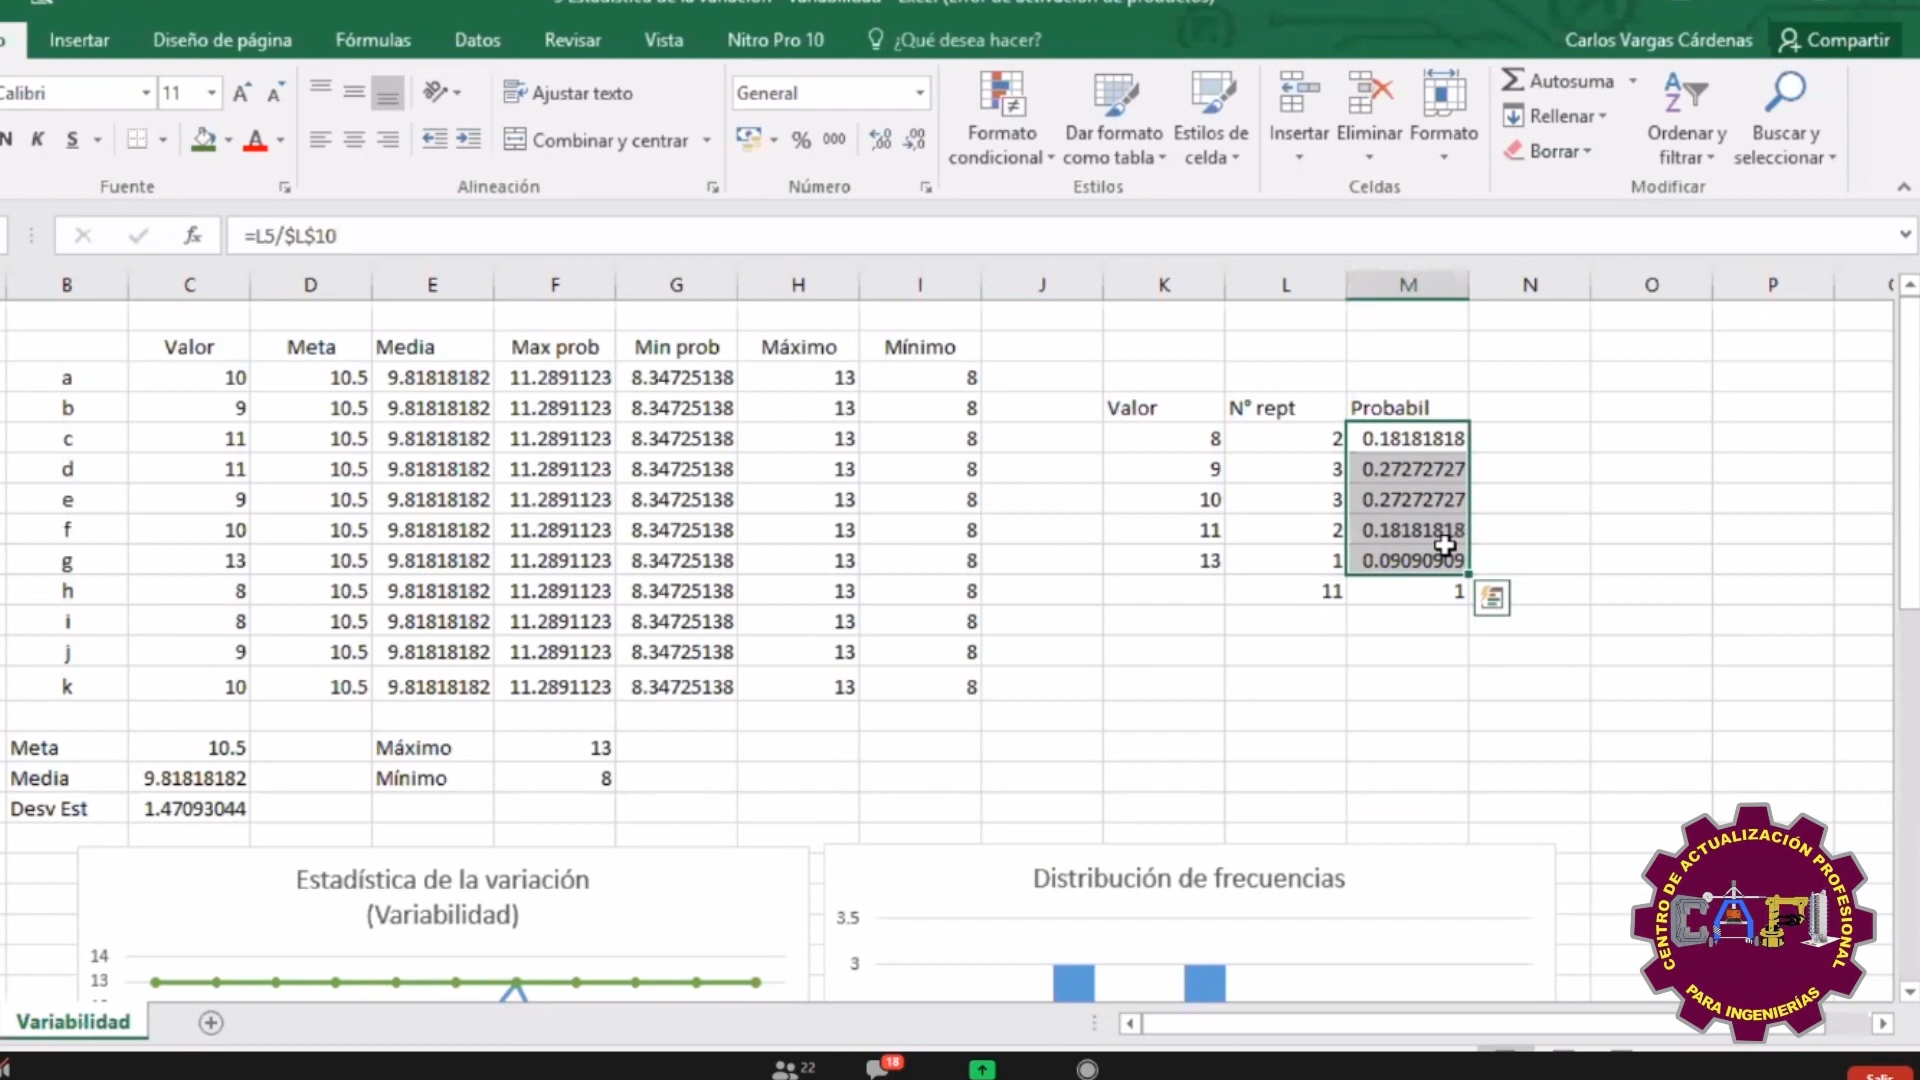 Insertar Diseño de página Fórmulas Datos Revisar Vista Nitro Pro 10 ¿Qué desea hacer? Carlos Vargas Cárdenas Compartir
Calibri 11 Ajustar texto General Autosuma
N K S Combinar y centrar % 000 Rellenar
Formato condicional Dar formato como tabla Estilos de celda Insertar Eliminar Formato Borrar Ordenar y filtrar Buscar y seleccionar
Fuente Alineación Número Estilos Celdas Modificar
fx =L5/$L$10
B C D E F G H I J K L M N O P
Valor Meta Media Max prob Min prob Máximo Mínimo
a 10 10.5 9.81818182 11.2891123 8.34725138 13 8
b 9 10.5 9.81818182 11.2891123 8.34725138 13 8 Valor N° rept Probabil
c 11 10.5 9.81818182 11.2891123 8.34725138 13 8 8 2 0.18181818
d 11 10.5 9.81818182 11.2891123 8.34725138 13 8 9 3 0.27272727
e 9 10.5 9.81818182 11.2891123 8.34725138 13 8 10 3 0.27272727
f 10 10.5 9.81818182 11.2891123 8.34725138 13 8 11 2 0.18181818
g 13 10.5 9.81818182 11.2891123 8.34725138 13 8 13 1 0.09090909
h 8 10.5 9.81818182 11.2891123 8.34725138 13 8 11 1
i 8 10.5 9.81818182 11.2891123 8.34725138 13 8
j 9 10.5 9.81818182 11.2891123 8.34725138 13 8
k 10 10.5 9.81818182 11.2891123 8.34725138 13 8
Meta 10.5 Máximo 13
Media 9.81818182 Mínimo 8
Desv Est 1.47093044
Estadística de la variación
(Variabilidad)
14
13
Distribución de frecuencias
3.5
3
CENTRO DE ACTUALIZACIÓN PROFESIONAL
CAPI
PARA INGENIERÍAS
Variabilidad
22 18